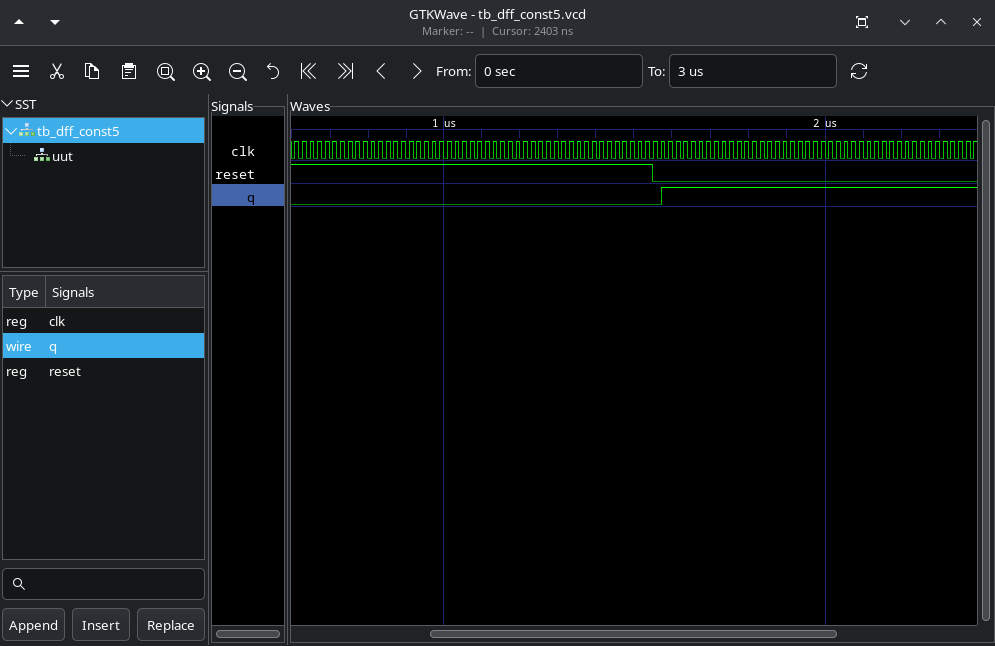 GTKWave - tb_dff_const5.vcd
Marker: -- | Cursor: 2403 ns
From: 0 sec To: 3 us
SST
tb_dff_const5
uut
Type Signals
reg clk
wire q
reg reset
Append Insert Replace
Signals
clk
reset
q
Waves
1 us 2 us